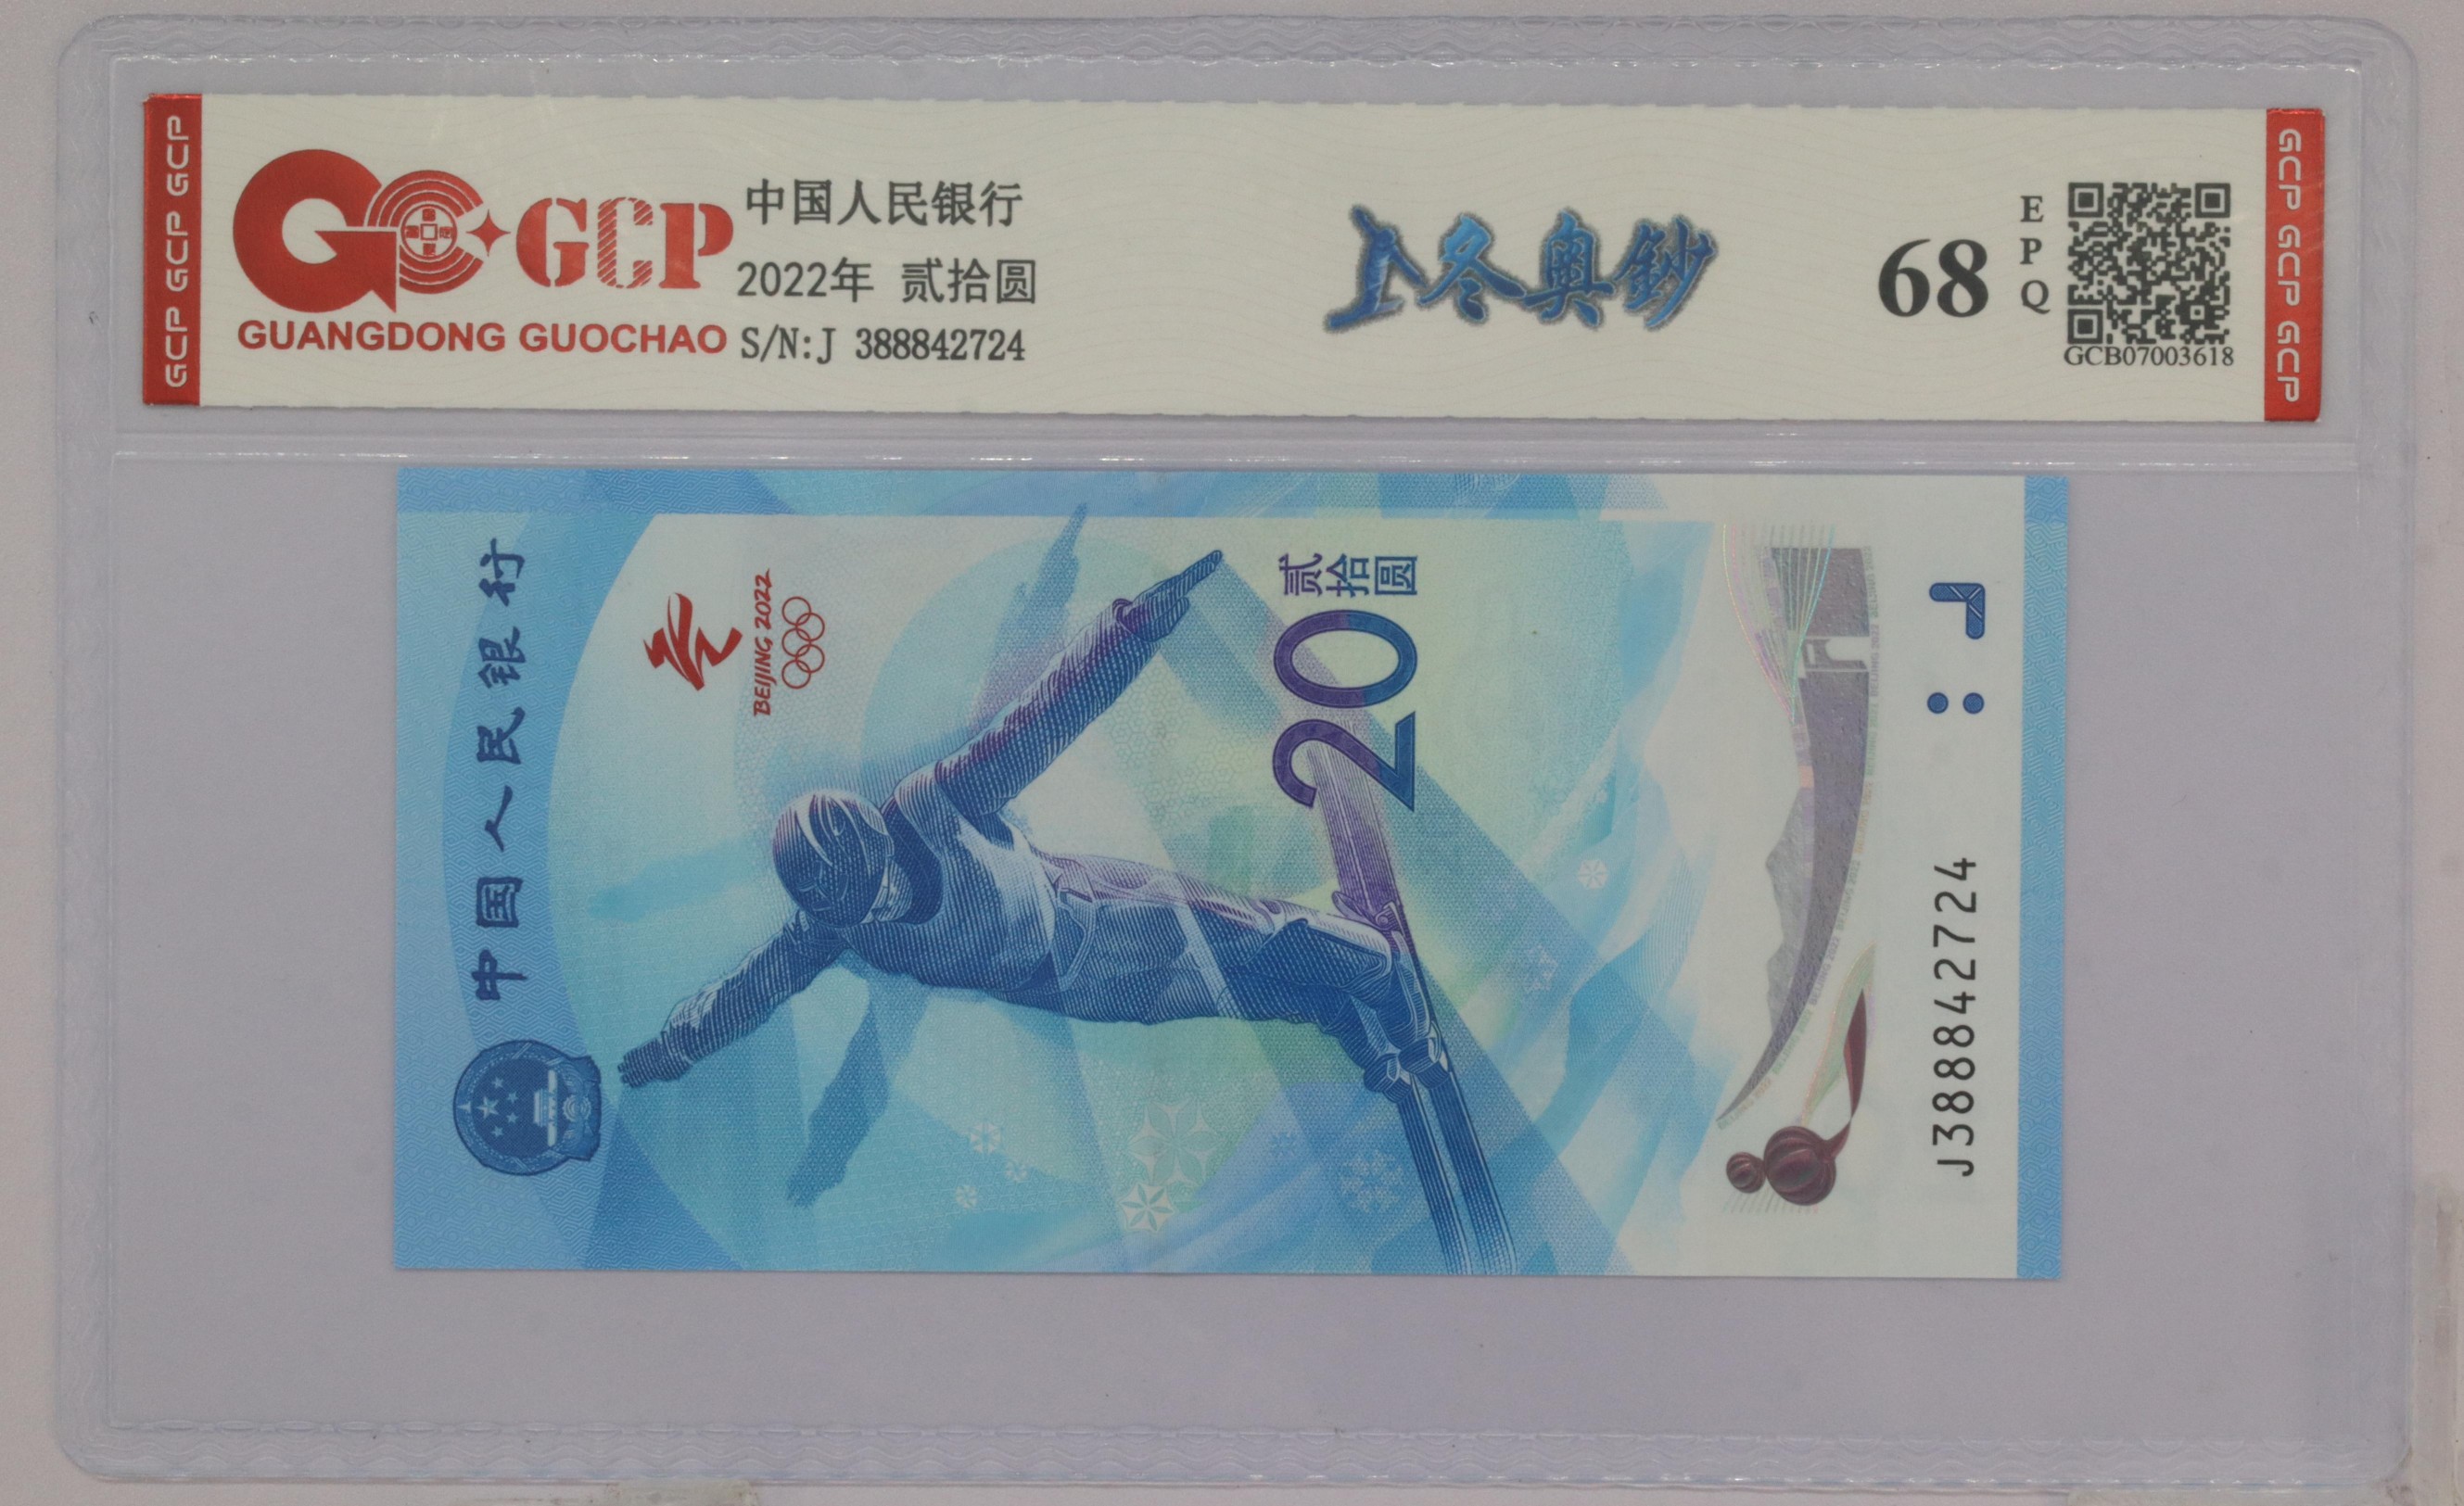 GCP GCP GCP
GCP
GUANGDONG GUOCHAO
中国人民银行
2022年 贰拾圆
S/N:J 388842724
冬奥鈔
68
EPQ
GCB07003618
GCP GCP GCP
中国人民银行
BEIJING 2022
贰拾圆
20
J388842724